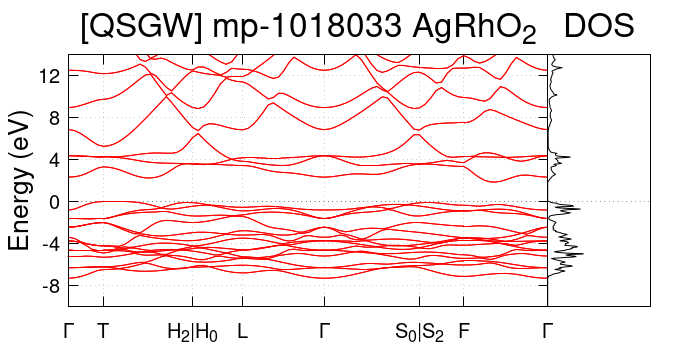 [QSGW] mp-1018033 AgRhO2 DOS
Energy (eV)
12
8
4
0
-4
-8
Γ T H2|H0 L Γ S0|S2 F Γ